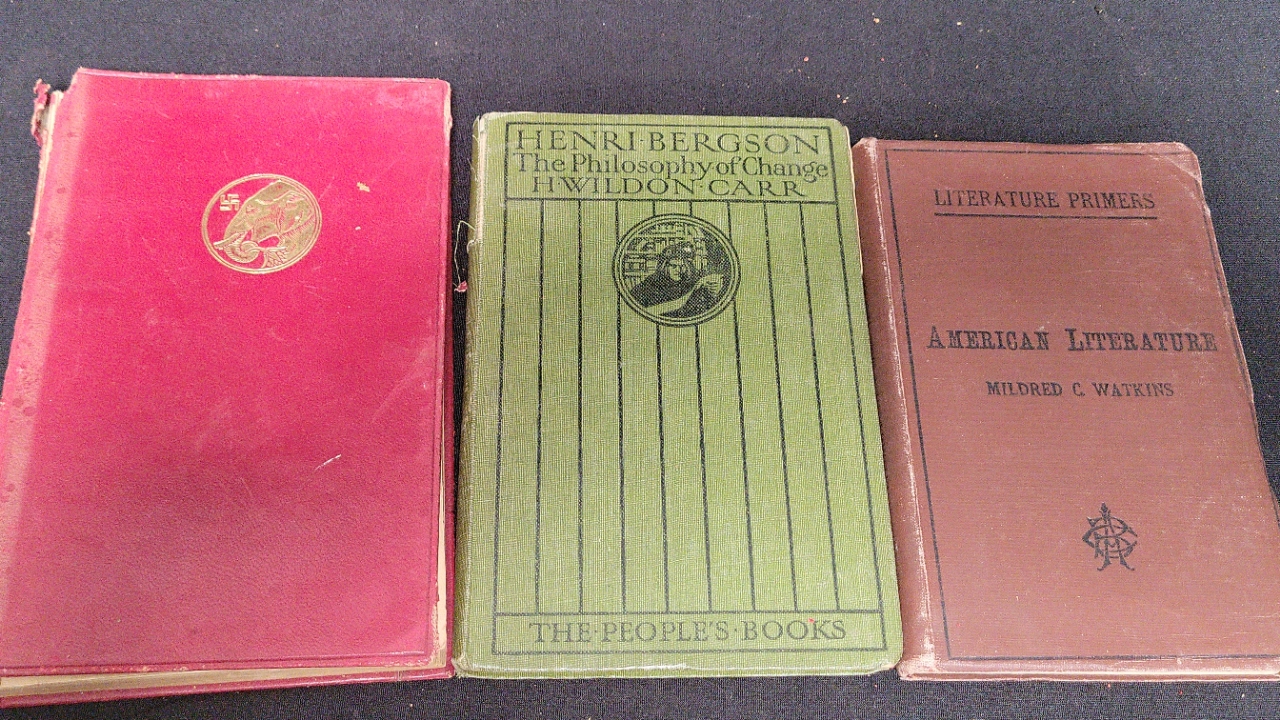 HENRI·BERGSON
The Philosophy of Change
H·WILDON·CARR
THE·PEOPLE'S·BOOKS
LITERATURE PRIMERS
AMERICAN LITERATURE
MILDRED C. WATKINS